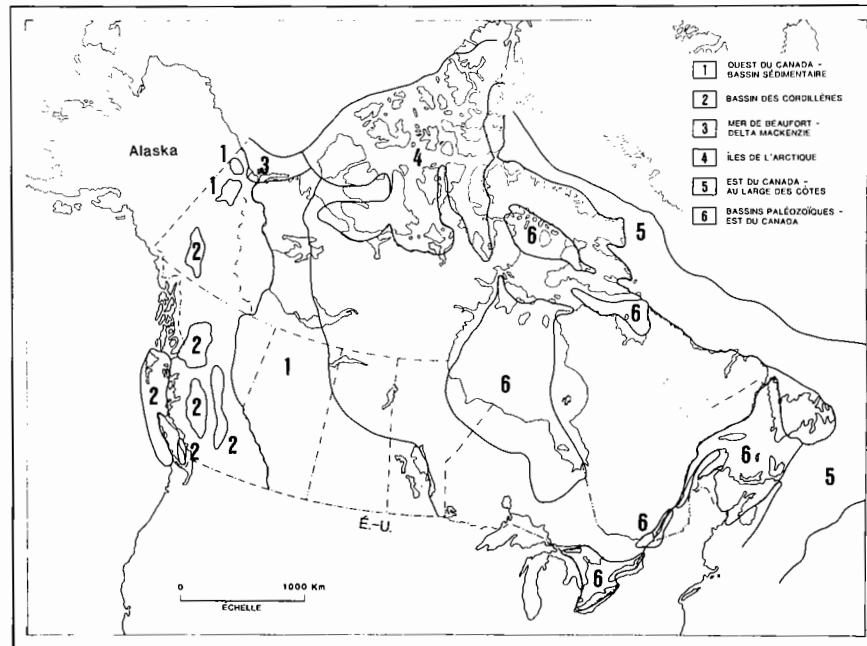 1 OUEST DU CANADA -
BASSIN SÉDIMENTAIRE
2 BASSIN DES CORDILLÈRES
3 MER DE BEAUFORT -
DELTA MACKENZIE
4 ÎLES DE L'ARCTIQUE
5 EST DU CANADA -
AU LARGE DES CÔTES
6 BASSINS PALÉOZOÏQUES -
EST DU CANADA
Alaska
1
3
4
1
6
5
2
6
2
1
6
2
2
2
2
6
5
É.-U.
6
6
0 1000 Km
ÉCHELLE